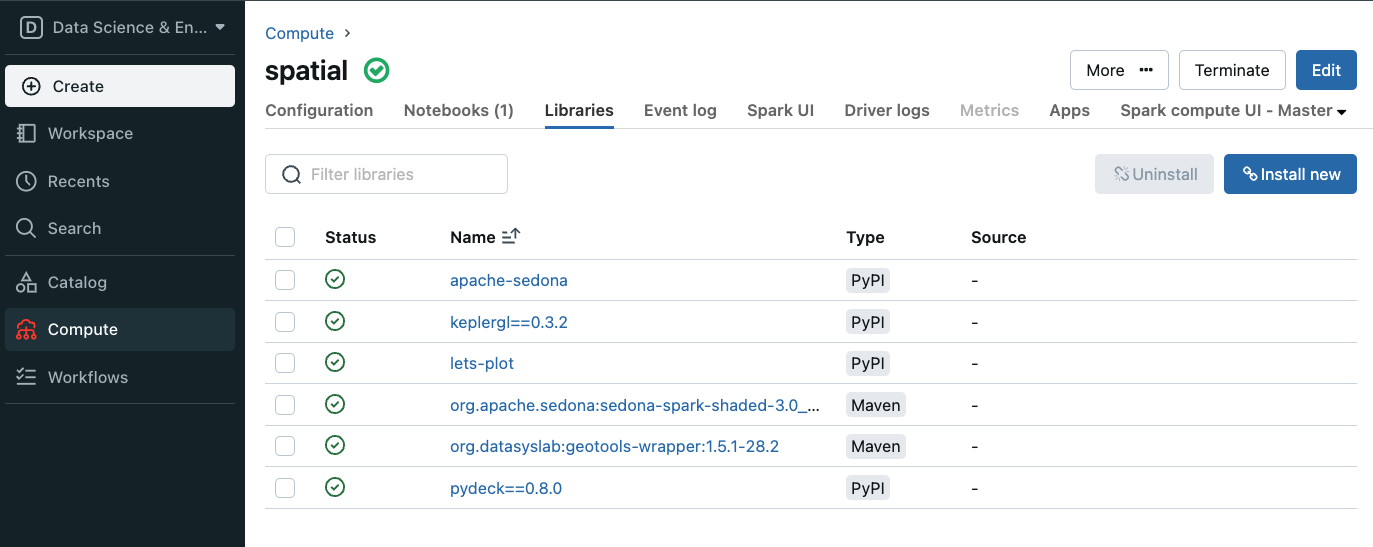 D Data Science & En...
Create
Workspace
Recents
Search
Catalog
Compute
Workflows
Compute >
spatial
More ···
Terminate
Edit
Configuration Notebooks (1) Libraries Event log Spark UI Driver logs Metrics Apps Spark compute UI - Master
Filter libraries
Uninstall
Install new
Status Name Type Source
apache-sedona PyPI -
keplergl==0.3.2 PyPI -
lets-plot PyPI -
org.apache.sedona:sedona-spark-shaded-3.0_... Maven -
org.datasyslab:geotools-wrapper:1.5.1-28.2 Maven -
pydeck==0.8.0 PyPI -